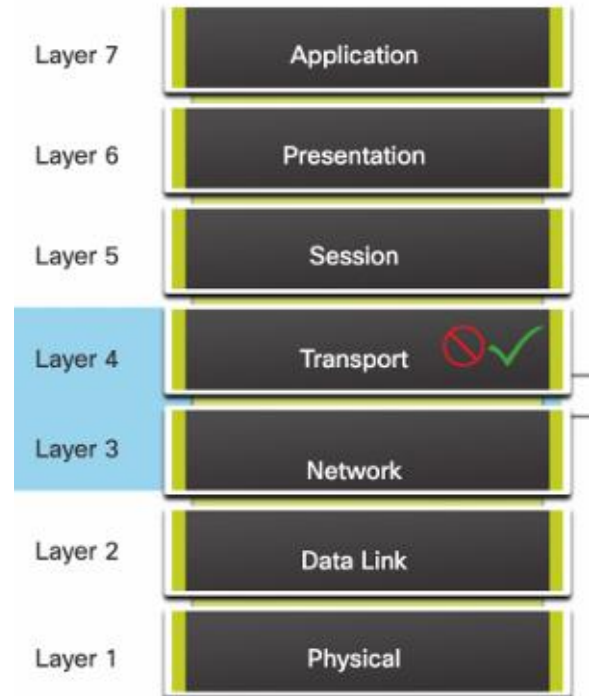 Layer 7 Application
Layer 6 Presentation
Layer 5 Session
Layer 4 Transport
Layer 3 Network
Layer 2 Data Link
Layer 1 Physical